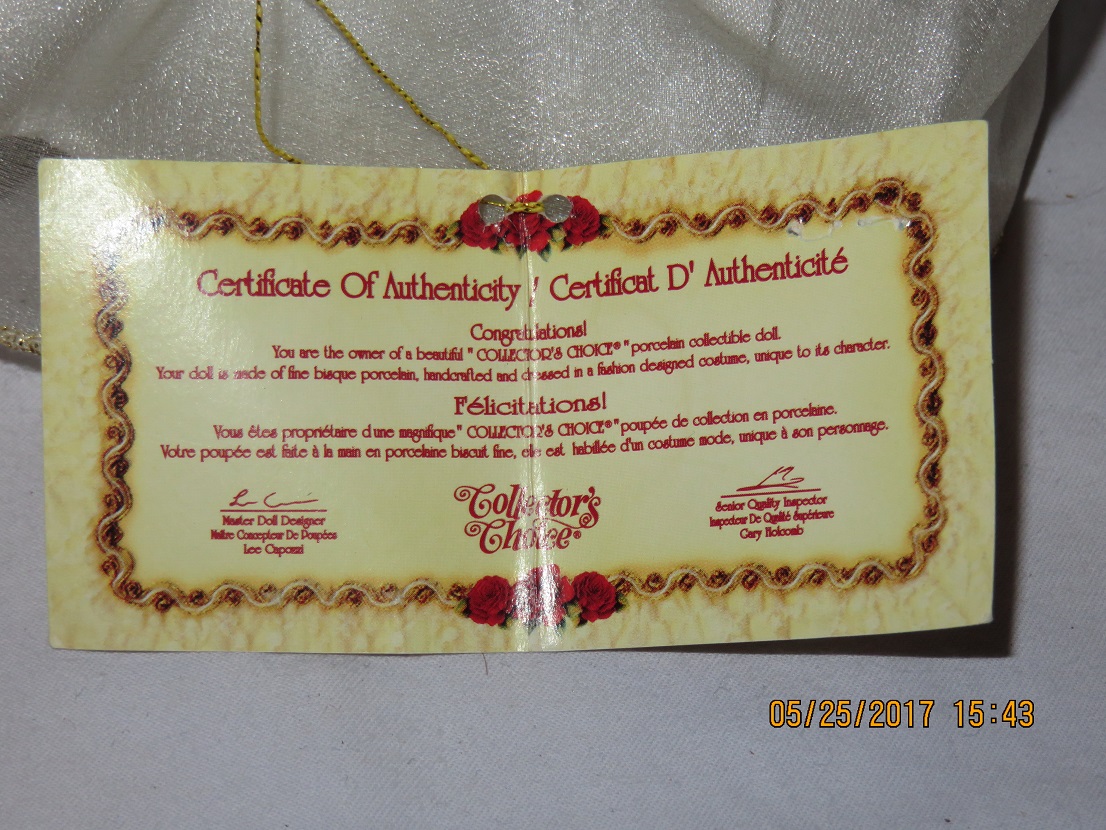 Certificate Of Authenticity / Certificat D' Authenticité
Congratulations!
You are the owner of a beautiful " COLLECTOR'S CHOICE® " porcelain collectible doll.
Your doll is made of fine bisque porcelain, handcrafted and dressed in a fashion designed costume, unique to its character.
Félicitations!
Vous êtes propriétaire d'une magnifique " COLLECTOR'S CHOICE® " poupée de collection en porcelaine.
Votre poupée est faite à la main en porcelaine biscuit fine, elle est habillée d'un costume mode, unique à son personnage.
Master Doll Designer
Maître Concepteur De Poupées
Lee Capozzi
Collector's
Choice®
Senior Quality Inspector
Inspecteur De Qualité Supérieure
Gary Holcomb
05/25/2017 15:43